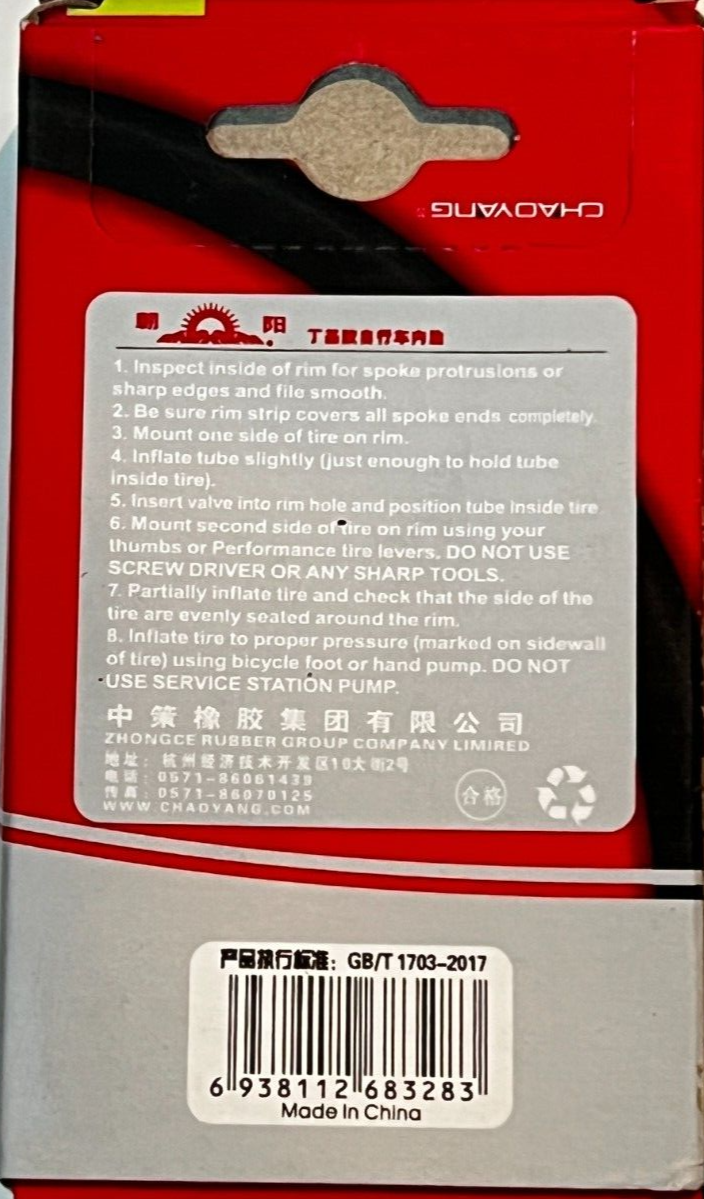 CHAOYANG
朝阳 丁基胶自行车内胎
1. Inspect inside of rim for spoke protrusions or
sharp edges and file smooth.
2. Be sure rim strip covers all spoke ends completely.
3. Mount one side of tire on rim.
4. Inflate tube slightly (just enough to hold tube
inside tire).
5. Insert valve into rim hole and position tube inside tire
6. Mount second side of tire on rim using your
thumbs or Performance tire levers. DO NOT USE
SCREW DRIVER OR ANY SHARP TOOLS.
7. Partially inflate tire and check that the side of the
tire are evenly seated around the rim.
8. Inflate tire to proper pressure (marked on sidewall
of tire) using bicycle foot or hand pump. DO NOT
USE SERVICE STATION PUMP.
中策橡胶集团有限公司
ZHONGCE RUBBER GROUP COMPANY LIMIRED
地址：杭州经济技术开发区10大街2号
电话：0571-86061439
传真：0571-86070125
WWW.CHAOYANG.COM
合格
产品执行标准：GB/T 1703-2017
6 938112 683283
Made In China